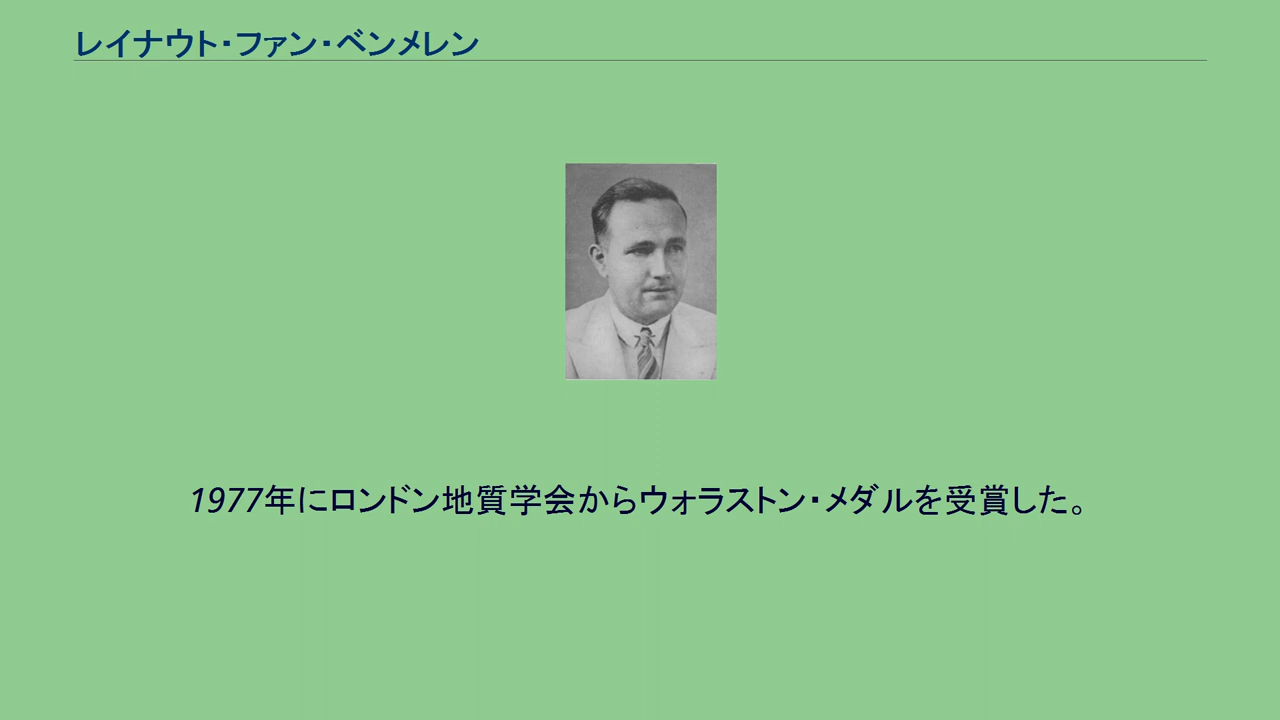 レイナウト・ファン・ベンメレン
1977年にロンドン地質学会からウォラストン・メダルを受賞した。